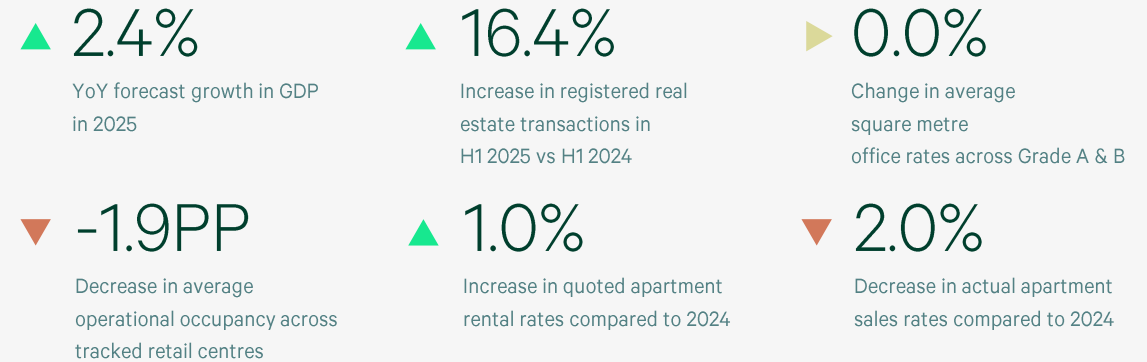 2.4%
YoY forecast growth in GDP
in 2025
16.4%
Increase in registered real
estate transactions in
H1 2025 vs H1 2024
0.0%
Change in average
square metre
office rates across Grade A & B
-1.9PP
Decrease in average
operational occupancy across
tracked retail centres
1.0%
Increase in quoted apartment
rental rates compared to 2024
2.0%
Decrease in actual apartment
sales rates compared to 2024